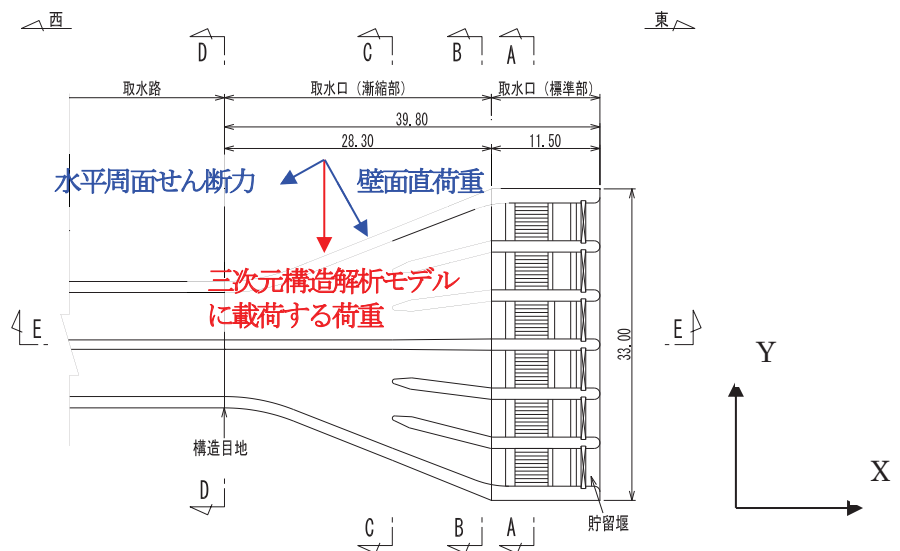 西
東
D
C
B
A
取水路
取水口（漸縮部）
取水口（標準部）
39.80
28.30
11.50
水平周面せん断力
壁面直荷重
三次元構造解析モデル
に載荷する荷重
E
E
33.00
Y
X
構造目地
貯留堰
D
C
B
A